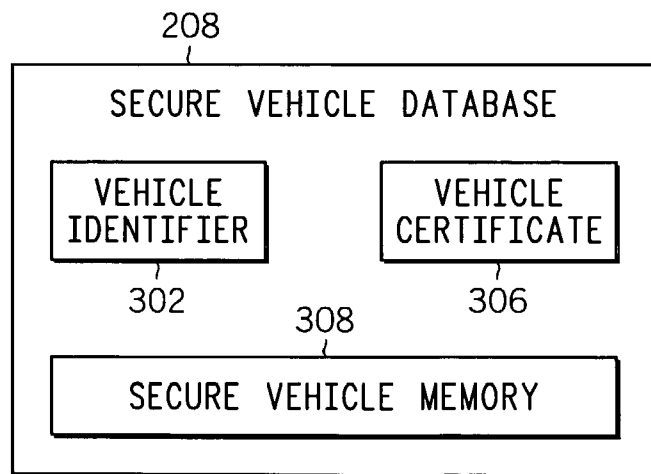 208
SECURE VEHICLE DATABASE
VEHICLE
IDENTIFIER
VEHICLE
CERTIFICATE
302
306
308
SECURE VEHICLE MEMORY